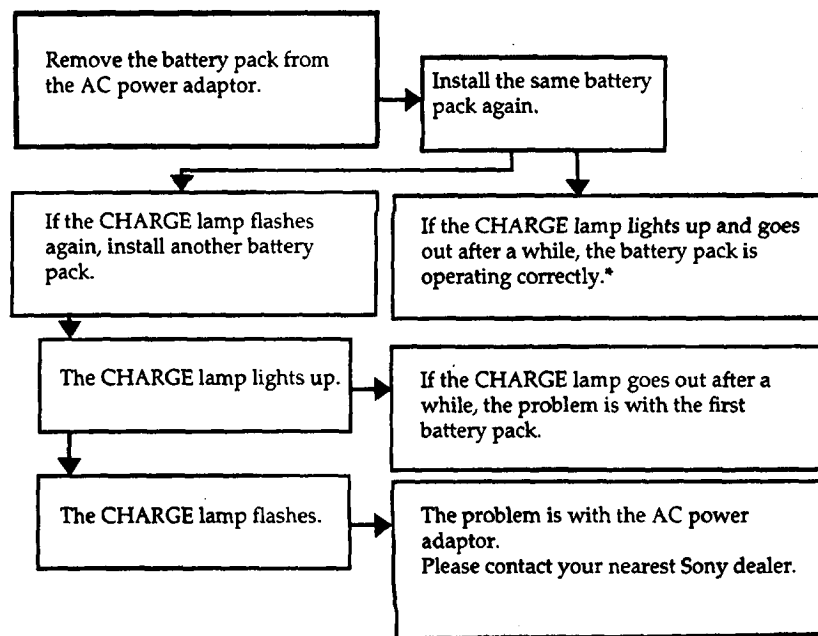 Remove the battery pack from
the AC power adaptor.
Install the same battery
pack again.
If the CHARGE lamp flashes
again, install another battery
pack.
If the CHARGE lamp lights up and goes
out after a while, the battery pack is
operating correctly.*
The CHARGE lamp lights up.
If the CHARGE lamp goes out after a
while, the problem is with the first
battery pack.
The CHARGE lamp flashes.
The problem is with the AC power
adaptor.
Please contact your nearest Sony dealer.